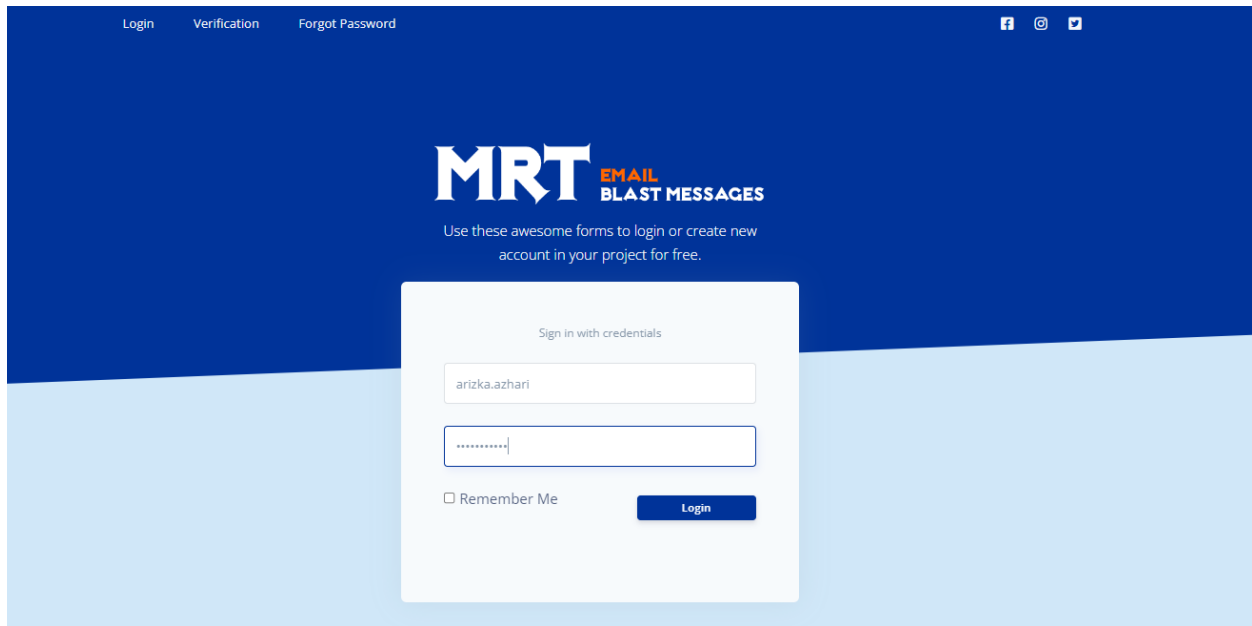 Login Verification Forgot Password
MRT EMAIL
BLAST MESSAGES
Use these awesome forms to login or create new
account in your project for free.
Sign in with credentials
arizka.azhari
•••••••••••
Remember Me
Login